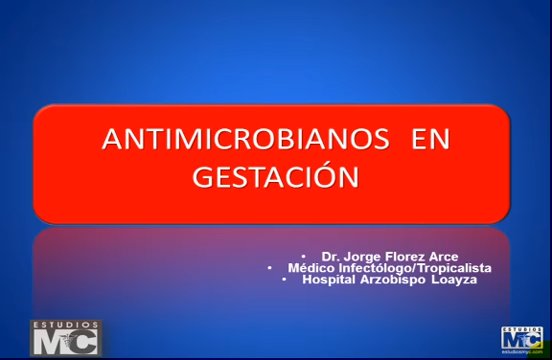 ANTIMICROBIANOS EN
GESTACIÓN
• Dr. Jorge Florez Arce
• Médico Infectólogo/Tropicalista
• Hospital Arzobispo Loayza
ESTUDIOS
MC
ESTUDIOS
MC